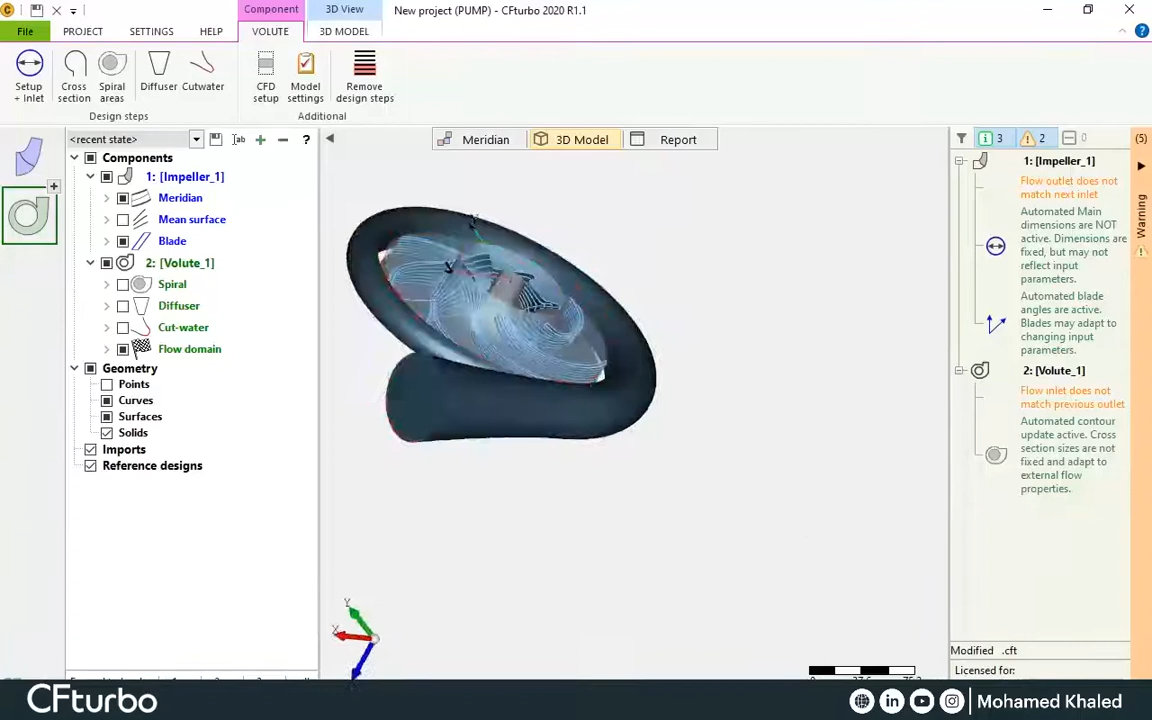 Component
3D View
New project (PUMP) - CFturbo 2020 R1.1
File
PROJECT
SETTINGS
HELP
VOLUTE
3D MODEL
Setup
+ Inlet
Cross
section
Spiral
areas
Diffuser
Cutwater
CFD
setup
Model
settings
Remove
design steps
Design steps
Additional
<recent state>
Meridian
3D Model
Report
3
2
0
(5)
Components
1: [Impeller_1]
Meridian
Mean surface
Blade
2: [Volute_1]
Spiral
Diffuser
Cut-water
Flow domain
Geometry
Points
Curves
Surfaces
Solids
Imports
Reference designs
1: [Impeller_1]
Flow outlet does not
match next inlet
Automated Main
dimensions are NOT
active. Dimensions are
fixed, but may not
reflect input
parameters.
Automated blade
angles are active.
Blades may adapt to
changing input
parameters.
2: [Volute_1]
Flow inlet does not
match previous outlet
Automated contour
update active. Cross
section sizes are not
fixed and adapt to
external flow
properties.
Warning
Y
X
Modified .cft
Licensed for:
CFturbo
Mohamed Khaled